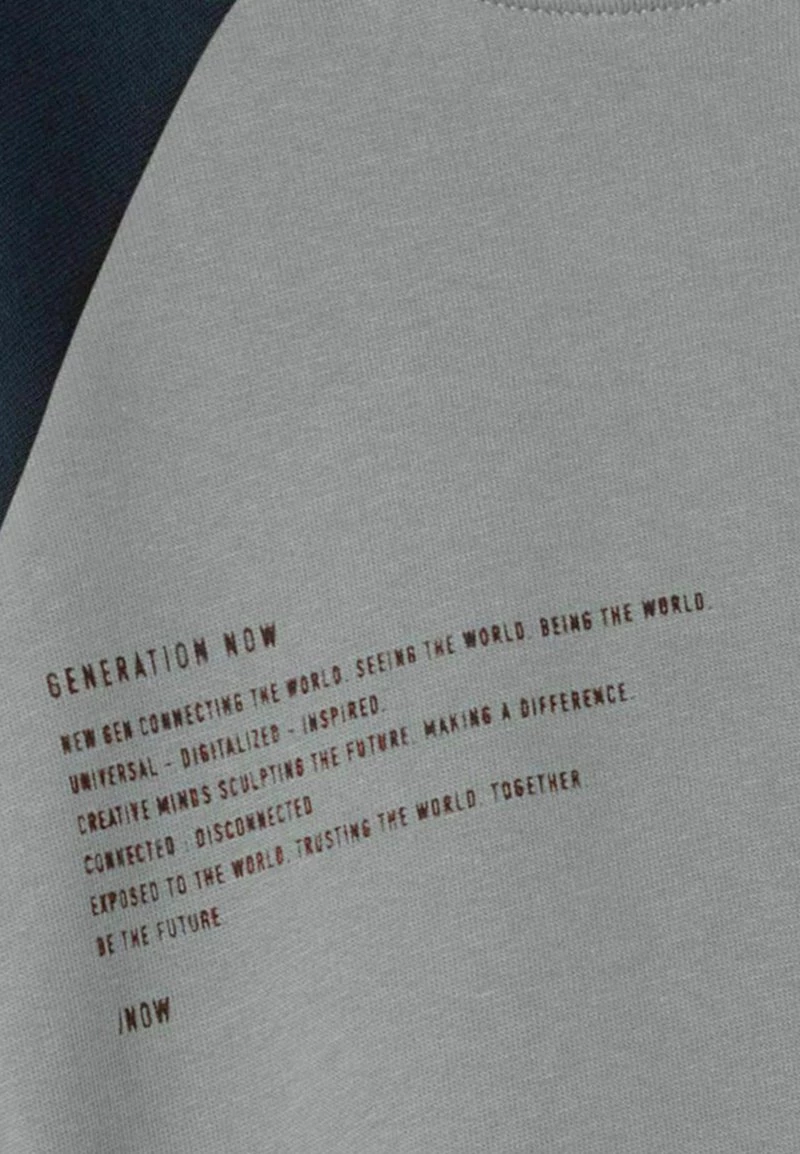 GENERATION NOW
NEW GEN CONNECTING THE WORLD. SEEING THE WORLD. BEING THE WORLD.
UNIVERSAL - DIGITALIZED - INSPIRED.
CREATIVE MINDS SCULPTING THE FUTURE. MAKING A DIFFERENCE.
CONNECTED : DISCONNECTED
EXPOSED TO THE WORLD. TRUSTING THE WORLD. TOGETHER
BE THE FUTURE
/NOW